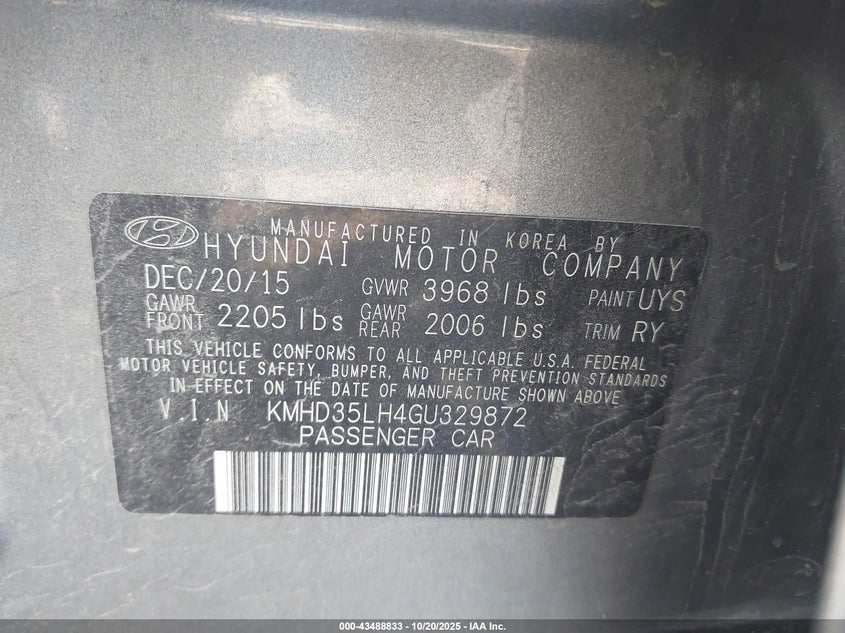 MANUFACTURED IN KOREA BY
HYUNDAI MOTOR COMPANY
DEC/20/15 GVWR 3968 lbs PAINT UYS
GAWR FRONT 2205 lbs GAWR REAR 2006 lbs TRIM RY
THIS VEHICLE CONFORMS TO ALL APPLICABLE U.S.A. FEDERAL
MOTOR VEHICLE SAFETY, BUMPER, AND THEFT PREVENTION STANDARDS
IN EFFECT ON THE DATE OF MANUFACTURE SHOWN ABOVE
V.I.N KMHD35LH4GU329872
PASSENGER CAR
000-43488833 - 10/20/2025 - IAA Inc.